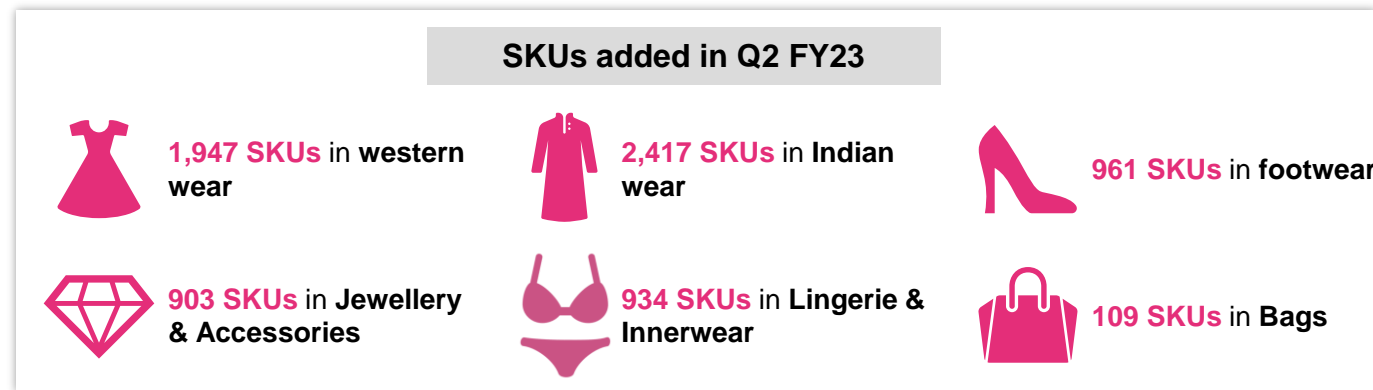 SKUs added in Q2 FY23
1,947 SKUs in western
wear
2,417 SKUs in Indian
wear
961 SKUs in footwear
903 SKUs in Jewellery
& Accessories
934 SKUs in Lingerie &
Innerwear
109 SKUs in Bags